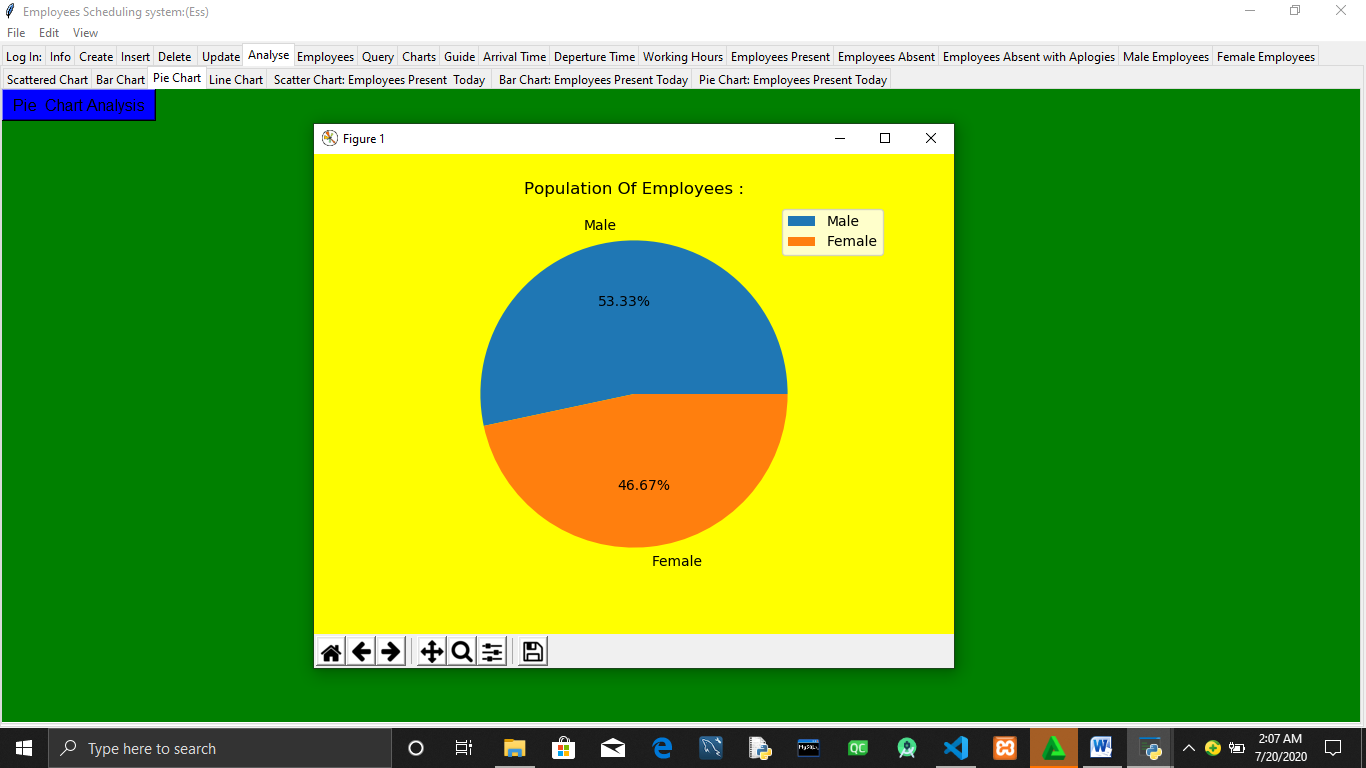 Employees Scheduling system:(Ess)
File Edit View
Log In: Info Create Insert Delete Update Analyse Employees Query Charts Guide Arrival Time Deperture Time Working Hours Employees Present Employees Absent Employees Absent with Aplogies Male Employees Female Employees
Scattered Chart Bar Chart Pie Chart Line Chart Scatter Chart: Employees Present Today Bar Chart: Employees Present Today Pie Chart: Employees Present Today
Pie Chart Analysis
Figure 1
Population Of Employees :
Male
Male
Female
53.33%
46.67%
Female
Type here to search
MySQL
QC
W
2:07 AM
7/20/2020